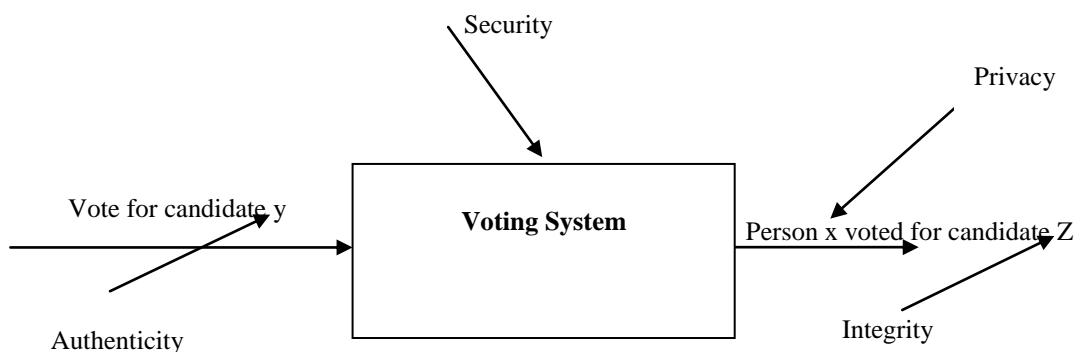 Security
Privacy
Vote for candidate y
Voting System
Person x voted for candidate Z
Integrity
Authenticity